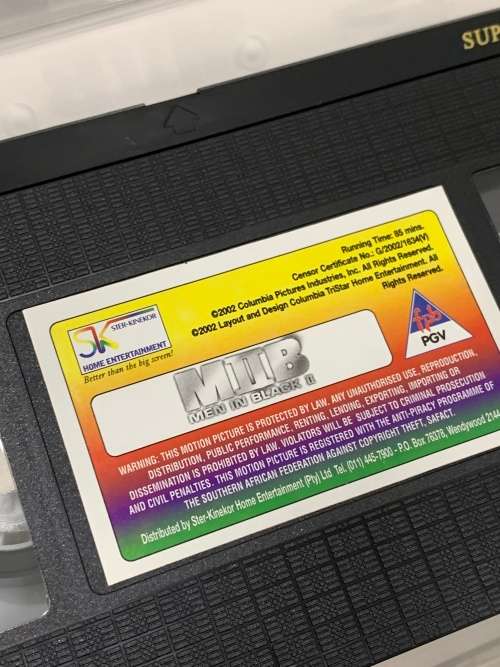 SUP
Running Time: 85 mins.
Censor Certificate No.: G/2002/1634(V)
©2002 Columbia Pictures Industries, Inc. All Rights Reserved.
©2002 Layout and Design Columbia TriStar Home Entertainment. All
Rights Reserved.
STER-KINEKOR
SK
HOME ENTERTAINMENT
Better than the big screen!
MIIB
MEN IN BLACK II
fpb
PGV
WARNING: THIS MOTION PICTURE IS PROTECTED BY LAW. ANY UNAUTHORISED USE, REPRODUCTION,
DISTRIBUTION, PUBLIC PERFORMANCE, RENTING, LENDING, EXPORTING, IMPORTING OR
DISSEMINATION IS PROHIBITED BY LAW. VIOLATORS WILL BE SUBJECT TO CRIMINAL PROSECUTION
AND CIVIL PENALTIES. THIS MOTION PICTURE IS REGISTERED WITH THE ANTI-PIRACY PROGRAMME OF
THE SOUTHERN AFRICAN FEDERATION AGAINST COPYRIGHT THEFT, SAFACT.
Distributed by Ster-Kinekor Home Entertainment (Pty) Ltd Tel. (011) 445-7900 - P.O. Box 76378, Wendywood 2144